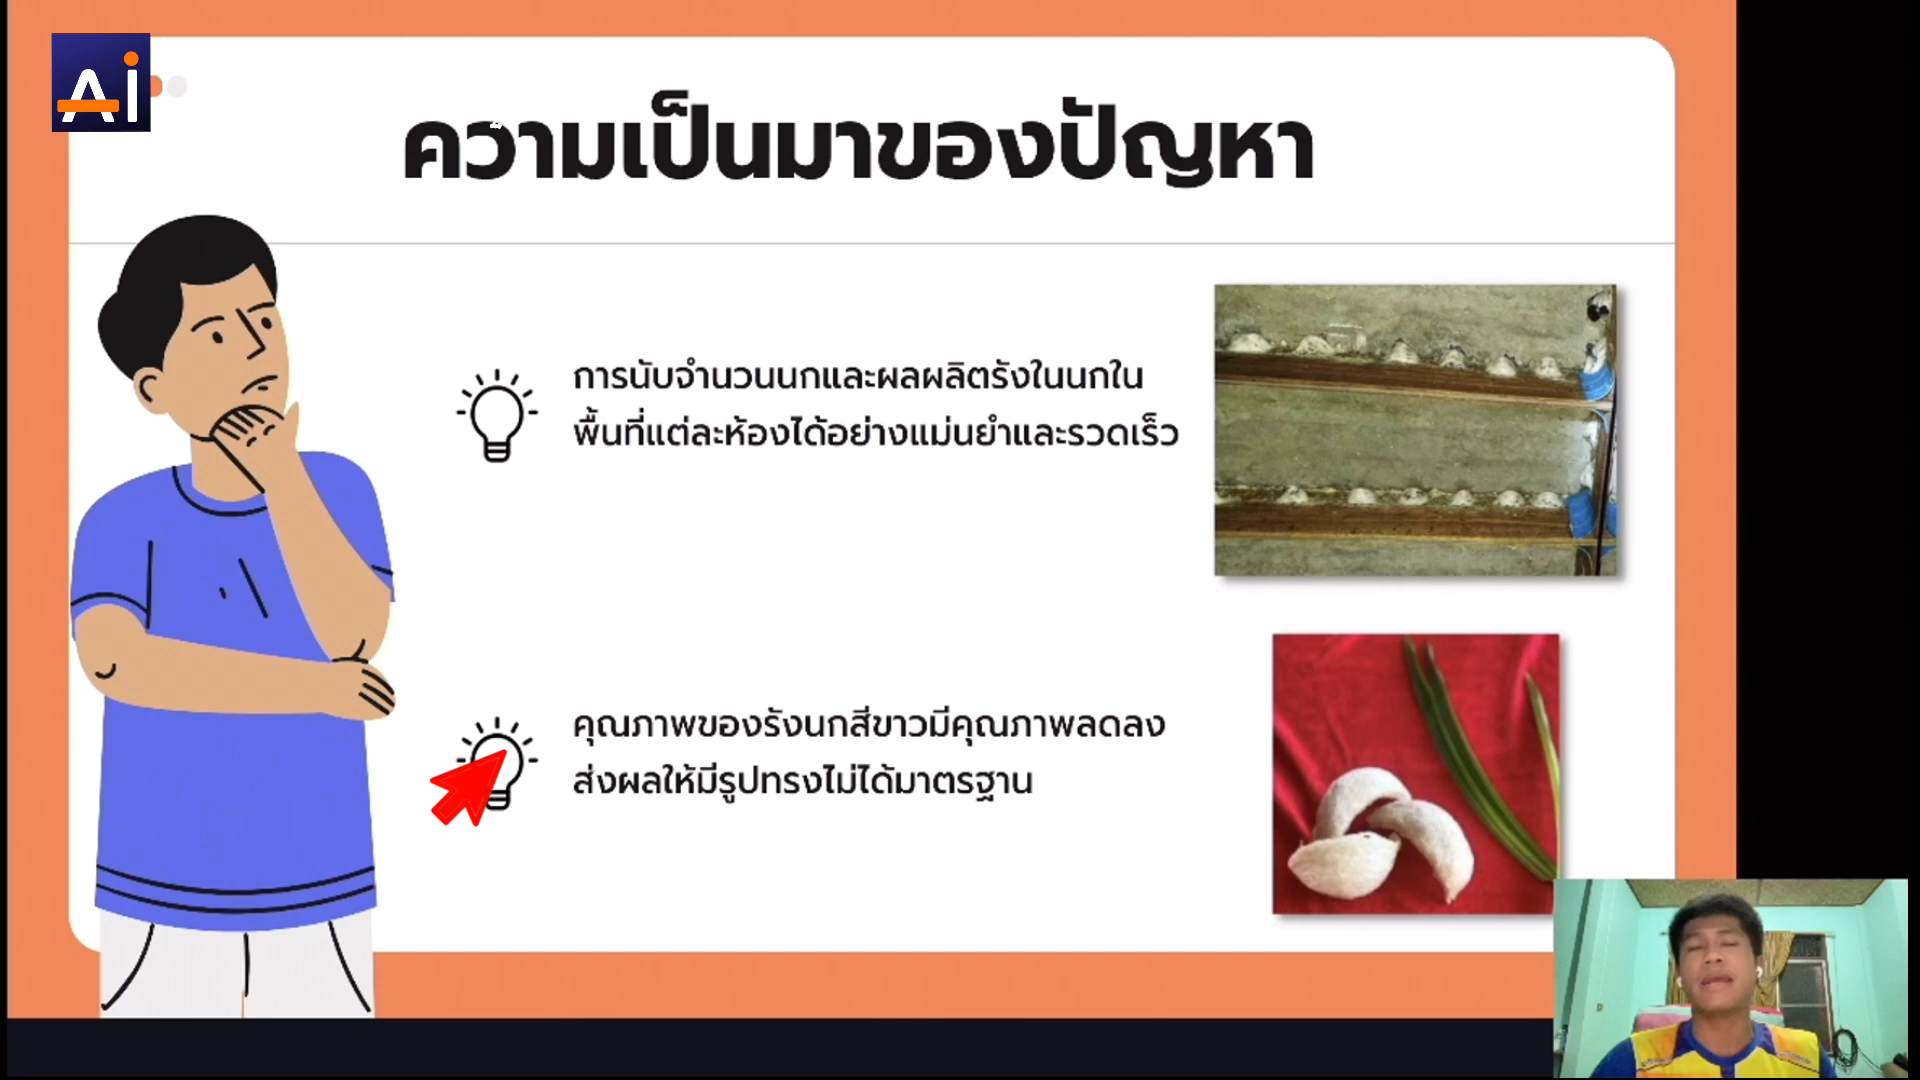 Ai
ความเป็นมาของปัญหา
การนับจำนวนนกและผลผลิตรังในนกใน
พื้นที่แต่ละห้องได้อย่างแม่นยำและรวดเร็ว
คุณภาพของรังนกสีขาวมีคุณภาพลดลง
ส่งผลให้มีรูปทรงไม่ได้มาตรฐาน